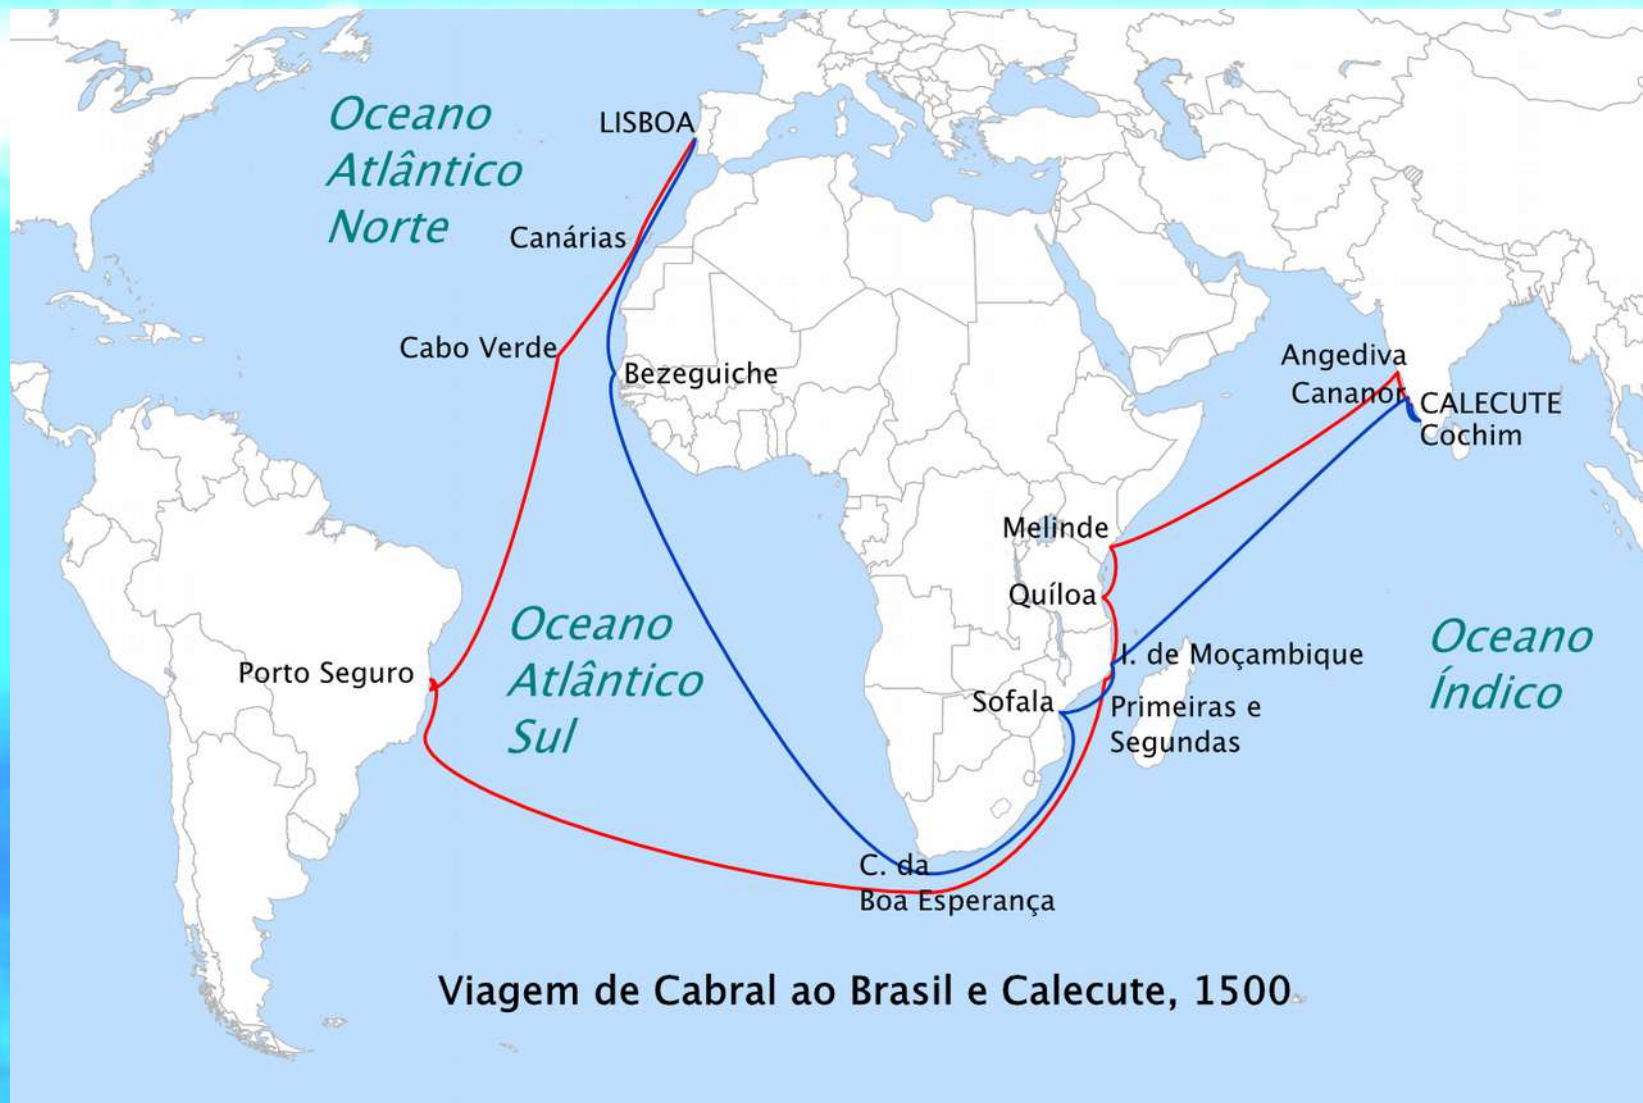 Oceano
Atlântico
Norte
LISBOA
Canárias
Cabo Verde
Bezeguiche
Angediva
Cananor
CALECUTE
Cochim
Melinde
Quíloa
I. de Moçambique
Porto Seguro
Oceano
Atlântico
Sul
Sofala
Primeiras e
Segundas
Oceano
Índico
C. da
Boa Esperança
Viagem de Cabral ao Brasil e Calecute, 1500